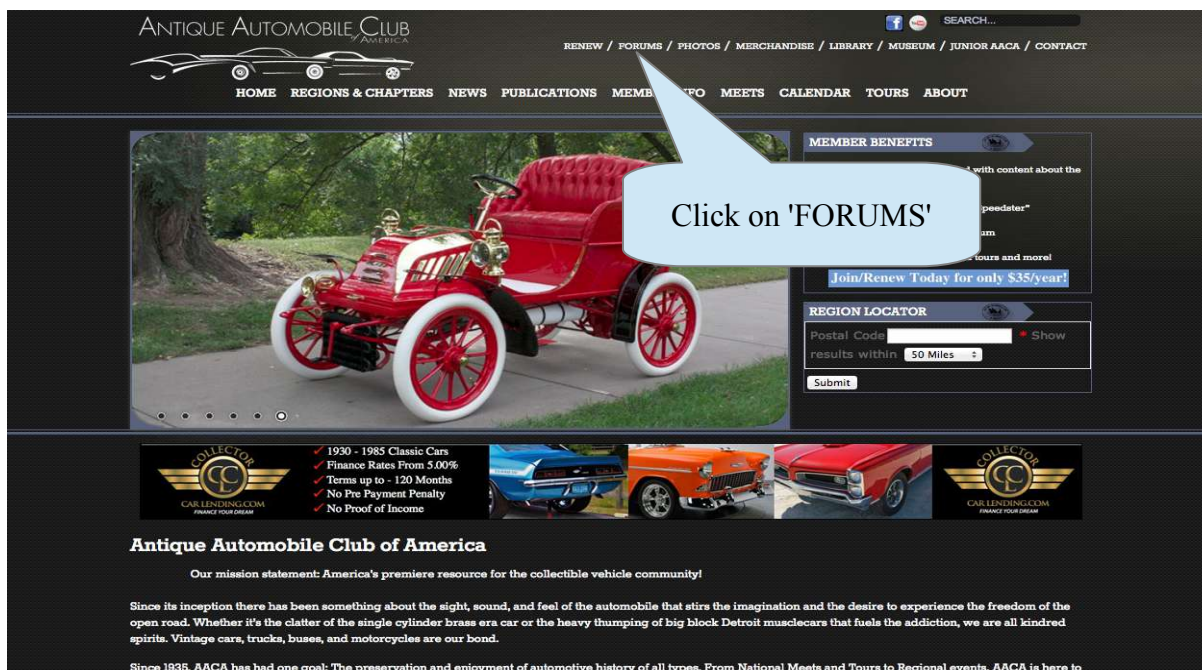 ANTIQUE AUTOMOBILE CLUB
of AMERICA
SEARCH...
RENEW / FORUMS / PHOTOS / MERCHANDISE / LIBRARY / MUSEUM / JUNIOR AACA / CONTACT
HOME REGIONS & CHAPTERS NEWS PUBLICATIONS MEMB FO MEETS CALENDAR TOURS ABOUT
Click on 'FORUMS'
MEMBER BENEFITS
with content about the
peedster"
um
tours and more!
Join/Renew Today for only $35/year!
REGION LOCATOR
Postal Code * Show
results within 50 Miles
Submit
COLLECTOR
CL
CAR LENDING.COM
FINANCE YOUR DREAM
✓ 1930 - 1985 Classic Cars
✓ Finance Rates From 5.00%
✓ Terms up to - 120 Months
✓ No Pre Payment Penalty
✓ No Proof of Income
COLLECTOR
CL
CAR LENDING.COM
FINANCE YOUR DREAM
Antique Automobile Club of America
Our mission statement: America's premiere resource for the collectible vehicle community!
Since its inception there has been something about the sight, sound, and feel of the automobile that stirs the imagination and the desire to experience the freedom of the
open road. Whether it's the clatter of the single cylinder brass era car or the heavy thumping of big block Detroit musclecars that fuels the addiction, we are all kindred
spirits. Vintage cars, trucks, buses, and motorcycles are our bond.
Since 1935, AACA has had one goal: The preservation and enjoyment of automotive history of all types. From National Meets and Tours to Regional events, AACA is here to